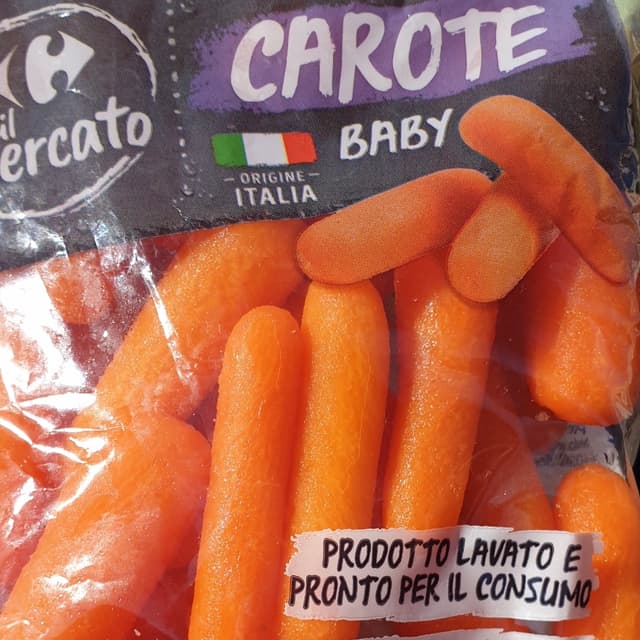 il
ercato
CAROTE
BABY
ORIGINE
ITALIA
PRODOTTO LAVATO E
PRONTO PER IL CONSUMO